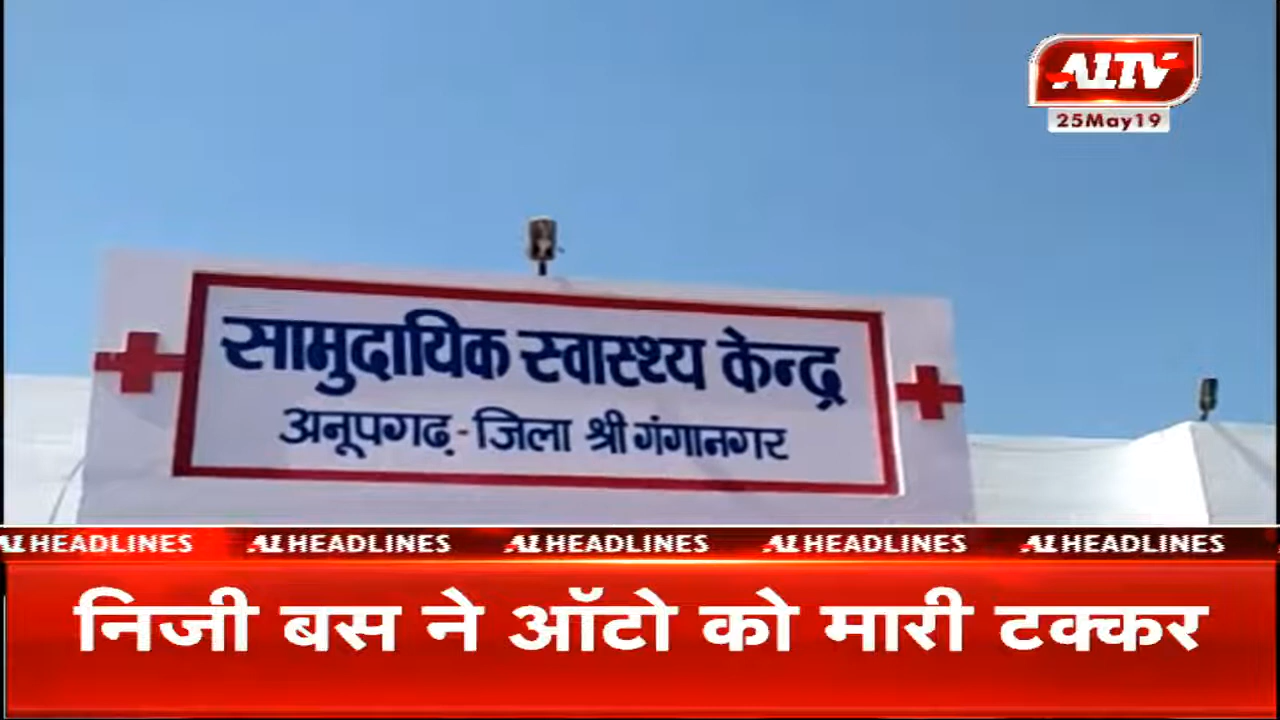 ALTV
25May19
सामुदायिक स्वास्थ्य केन्द्र
अनूपगढ़-जिला श्री गंगानगर
AL HEADLINES AL HEADLINES AL HEADLINES AL HEADLINES AL HEADLINES
निजी बस ने ऑटो को मारी टक्कर